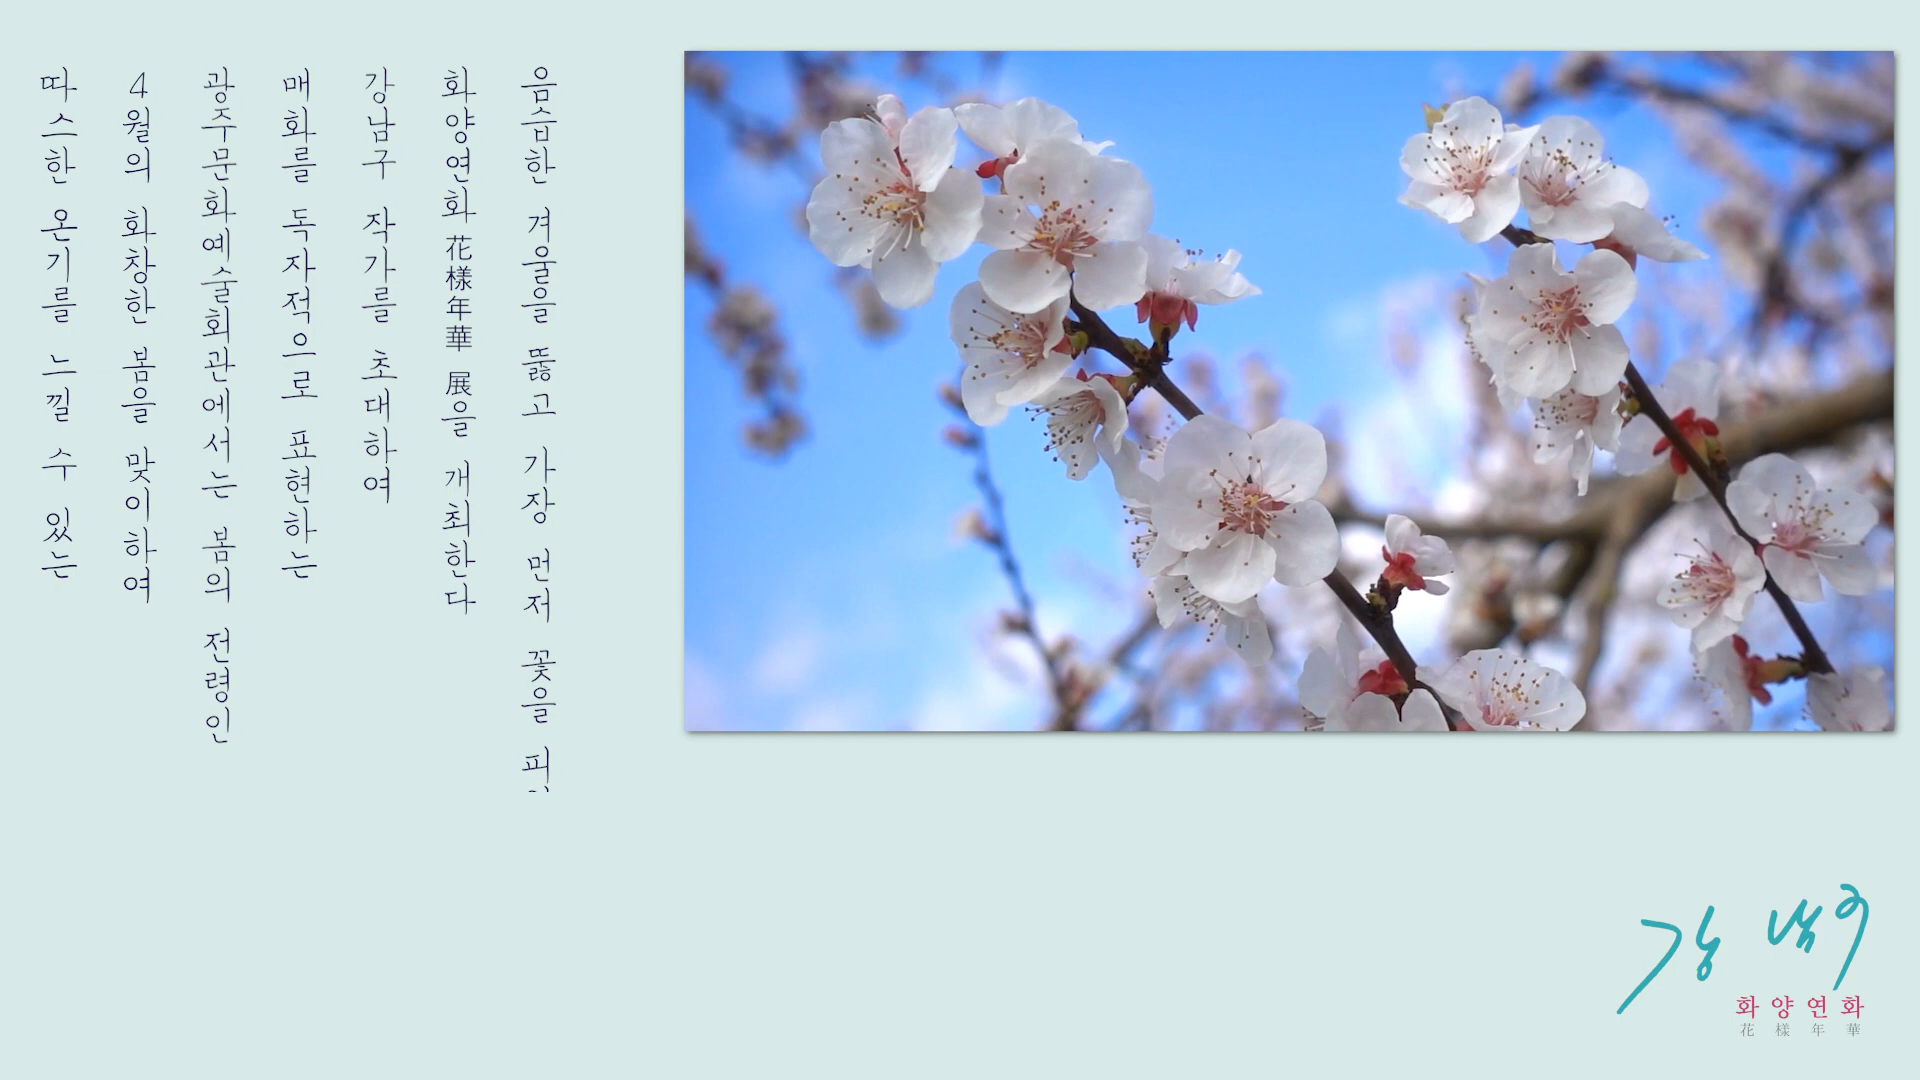 따스한 온기를 느낄 수 있는
4월의 화창한 봄을 맞이하여
광주문화예술회관에서는 봄의 전령인
매화를 독자적으로 표현하는
강남구 작가를 초대하여
화양연화 花樣年華 展을 개최한다
음습한 겨울을 뚫고 가장 먼저 꽃을 피
강남구
화양연화
花樣年華